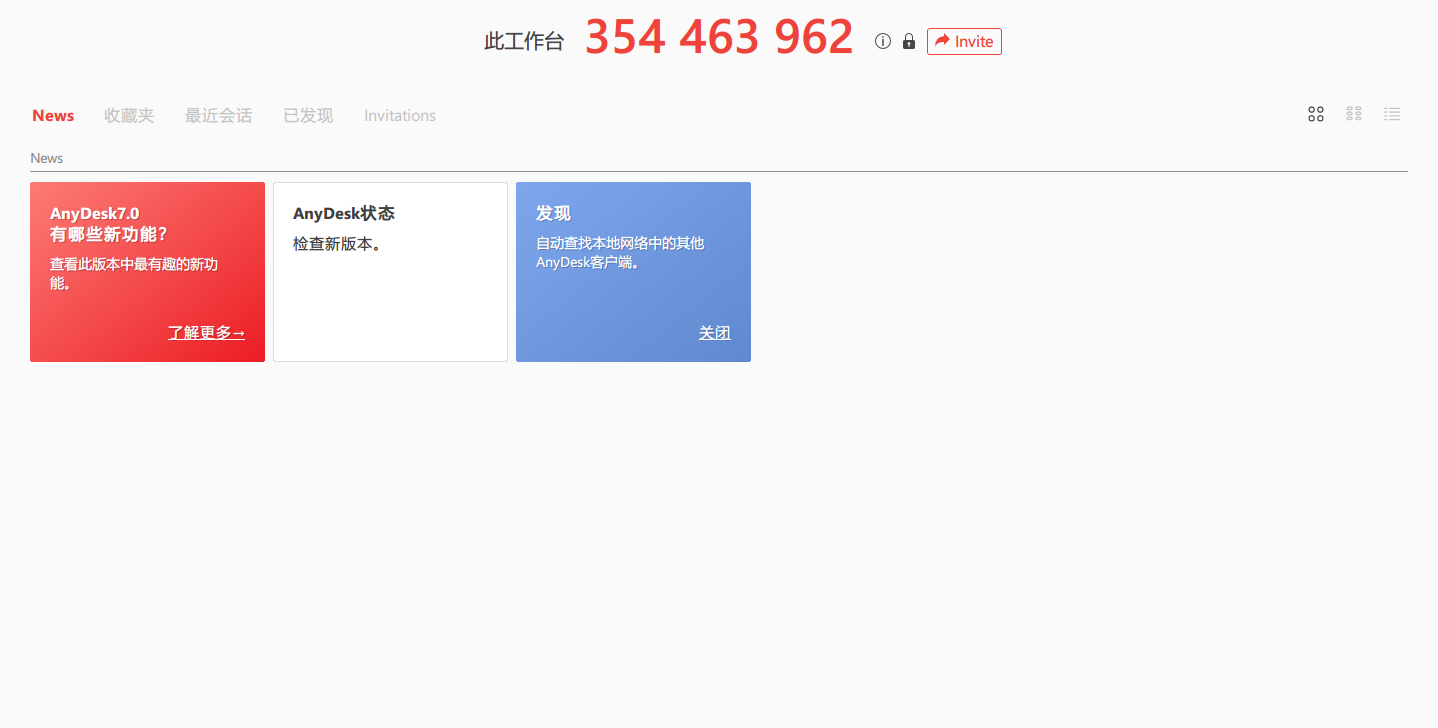 此工作台 354 463 962 Invite
News 收藏夹 最近会话 已发现 Invitations
News
AnyDesk7.0
有哪些新功能？
查看此版本中最有趣的新功
能。
了解更多→
AnyDesk状态
检查新版本。
发现
自动查找本地网络中的其他
AnyDesk客户端。
关闭